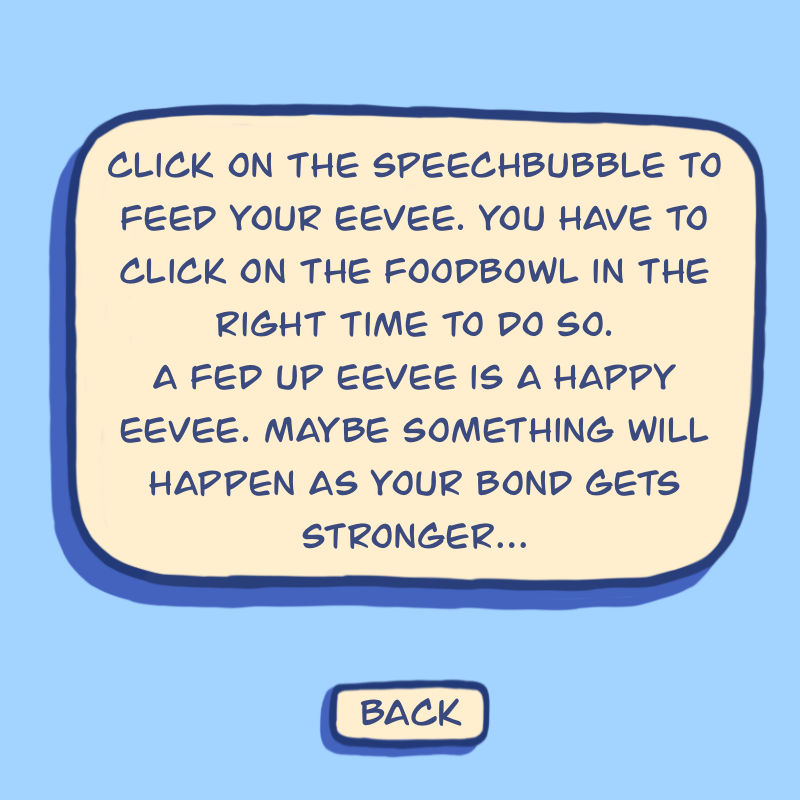 CLICK ON THE SPEECHBUBBLE TO
FEED YOUR EEVEE. YOU HAVE TO
CLICK ON THE FOODBOWL IN THE
RIGHT TIME TO DO SO.
A FED UP EEVEE IS A HAPPY
EEVEE. MAYBE SOMETHING WILL
HAPPEN AS YOUR BOND GETS
STRONGER...
BACK